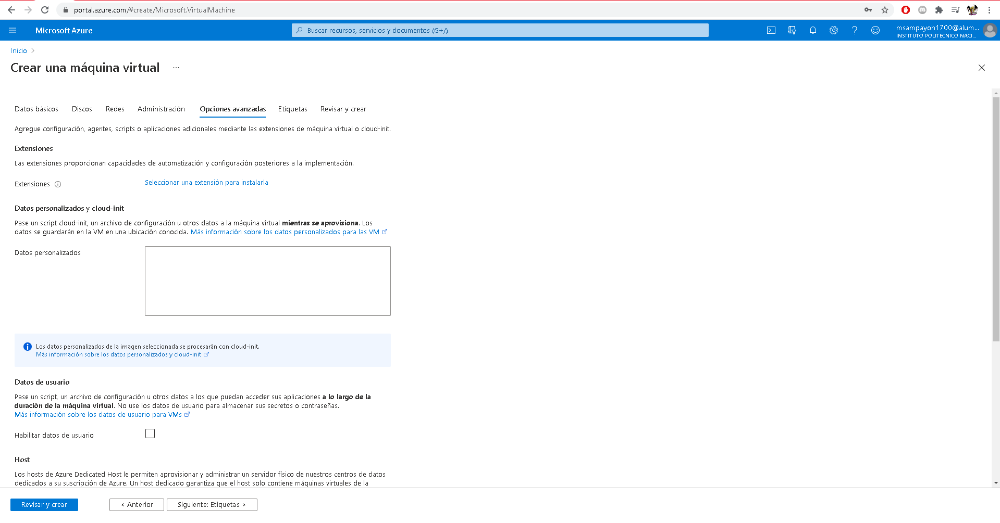 portal.azure.com/#create/Microsoft.VirtualMachine
Microsoft Azure
Buscar recursos, servicios y documentos (G+/)
msampayoh1700@alum...
INSTITUTO POLITECNICO NACI...
Inicio >
Crear una máquina virtual ...
Datos básicos Discos Redes Administración Opciones avanzadas Etiquetas Revisar y crear
Agregue configuración, agentes, scripts o aplicaciones adicionales mediante las extensiones de máquina virtual o cloud-init.
Extensiones
Las extensiones proporcionan capacidades de automatización y configuración posteriores a la implementación.
Extensiones Seleccionar una extensión para instalarla
Datos personalizados y cloud-init
Pase un script cloud-init, un archivo de configuración u otros datos a la máquina virtual mientras se aprovisiona. Los
datos se guardarán en la VM en una ubicación conocida. Más información sobre los datos personalizados para las VM
Datos personalizados
Los datos personalizados de la imagen seleccionada se procesarán con cloud-init.
Más información sobre los datos personalizados y cloud-init
Datos de usuario
Pase un script, un archivo de configuración u otros datos a los que puedan acceder sus aplicaciones a lo largo de la
duración de la máquina virtual. No use los datos de usuario para almacenar sus secretos o contraseñas.
Más información sobre los datos de usuario para VMs
Habilitar datos de usuario
Host
Los hosts de Azure Dedicated Host le permiten aprovisionar y administrar un servidor físico de nuestros centros de datos
dedicados a su suscripción de Azure. Un host dedicado garantiza que el host solo contiene máquinas virtuales de la
Revisar y crear < Anterior Siguiente: Etiquetas >